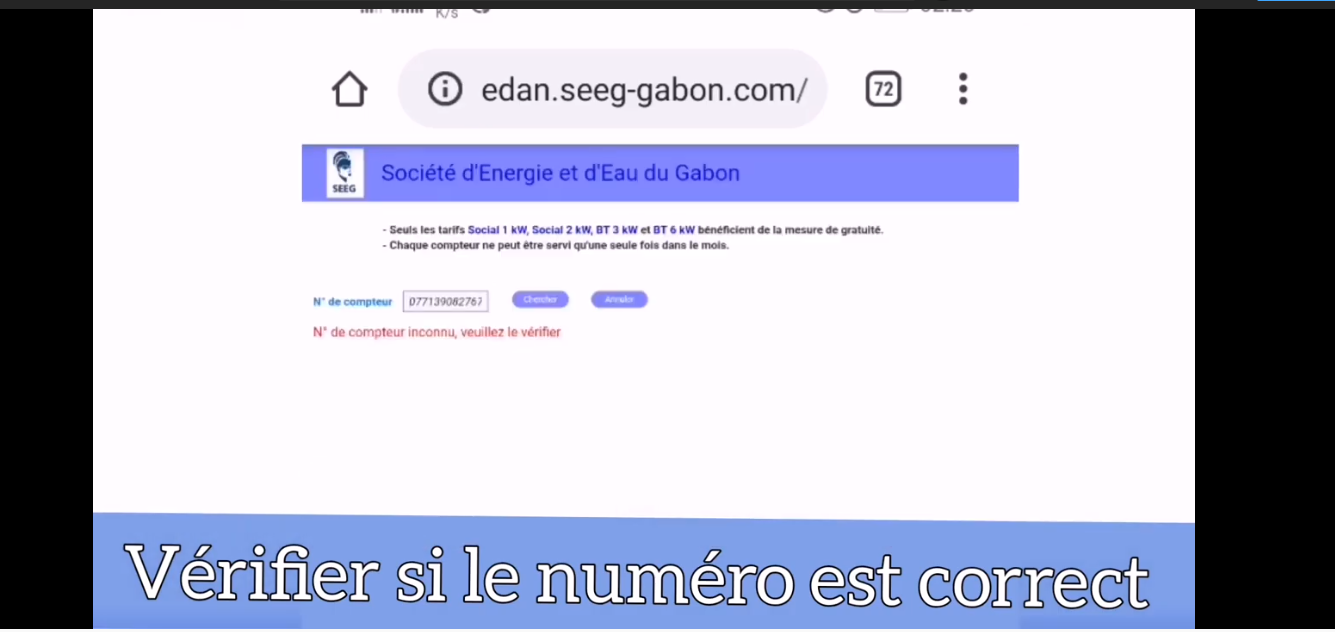 K/s
edan.seeg-gabon.com/
72
SEEG
Société d'Energie et d'Eau du Gabon
- Seuls les tarifs Social 1 kW, Social 2 kW, BT 3 kW et BT 6 kW bénéficient de la mesure de gratuité.
- Chaque compteur ne peut être servi qu'une seule fois dans le mois.
N° de compteur 077139082767 Chercher Annuler
N° de compteur inconnu, veuillez le vérifier
Vérifier si le numéro est correct